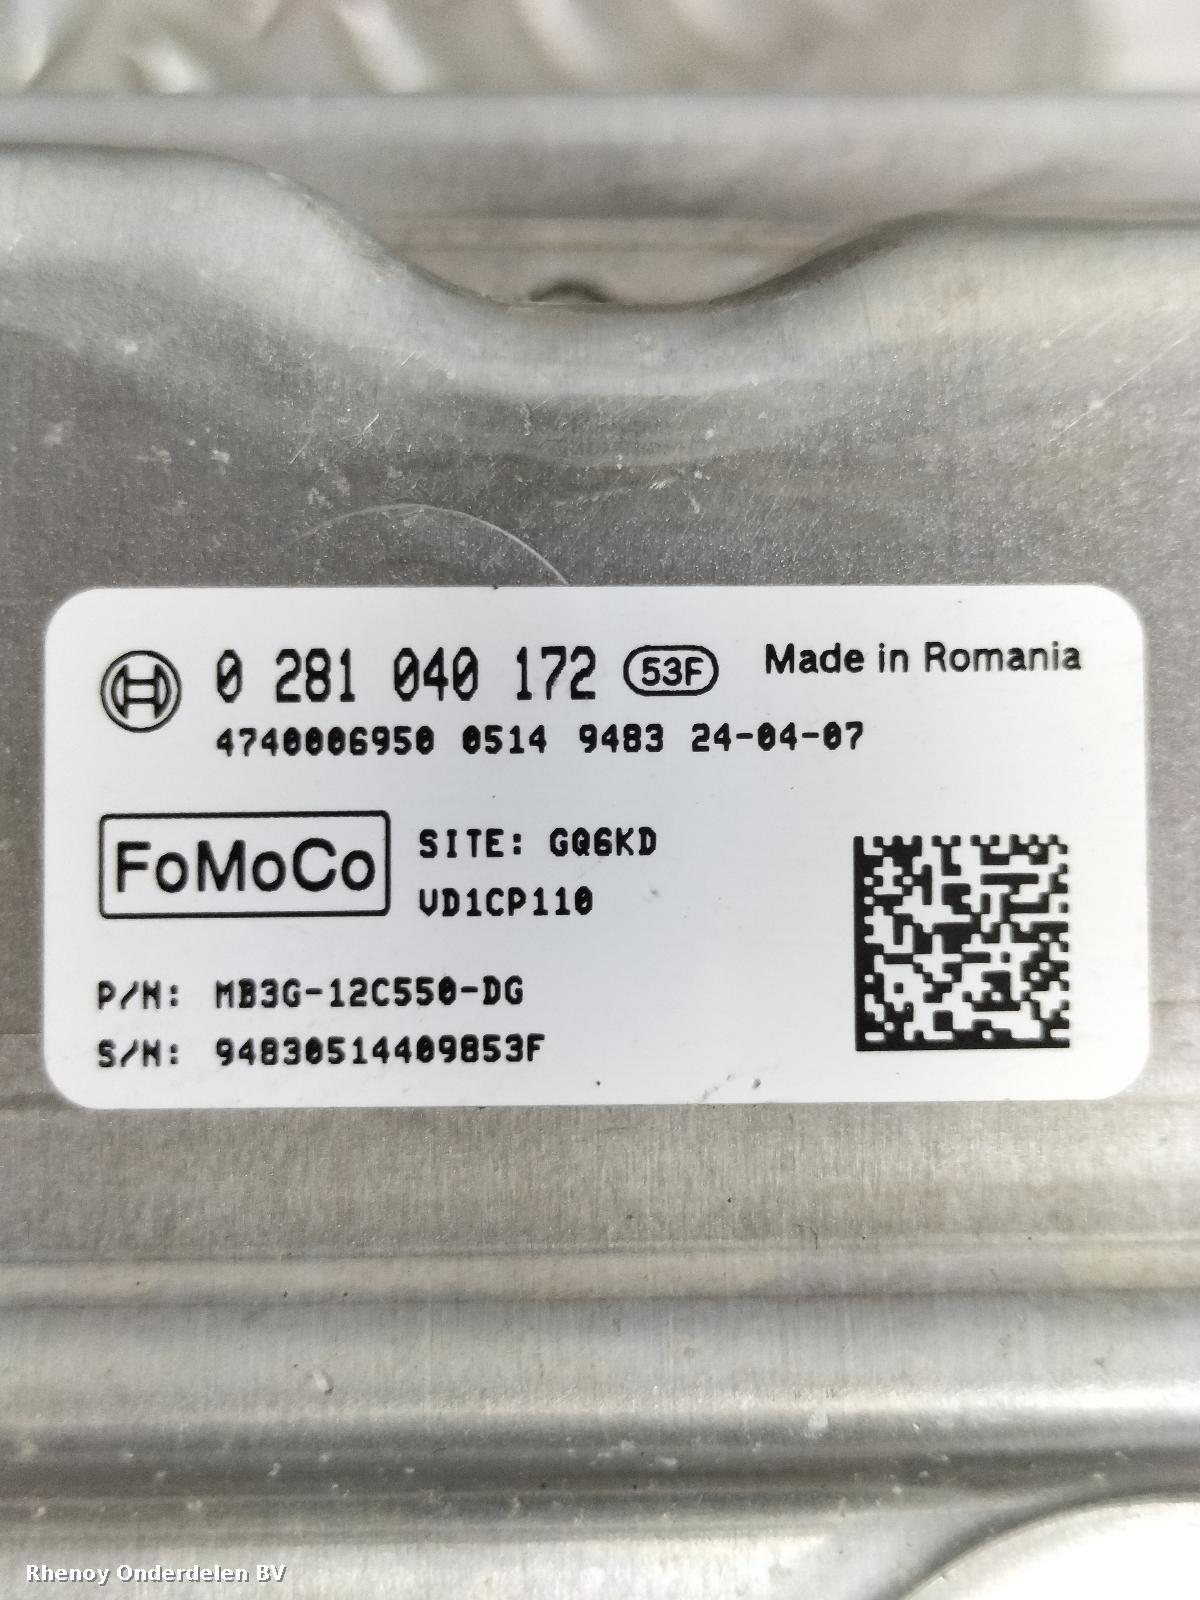 0 281 040 172 53F Made in Romania
4740006950 0514 9483 24-04-07
FoMoCo
SITE: GQ6KD
VD1CP110
P/N: MB3G-12C550-DG
S/N: 94830514409853F
Rhenoy Onderdelen BV